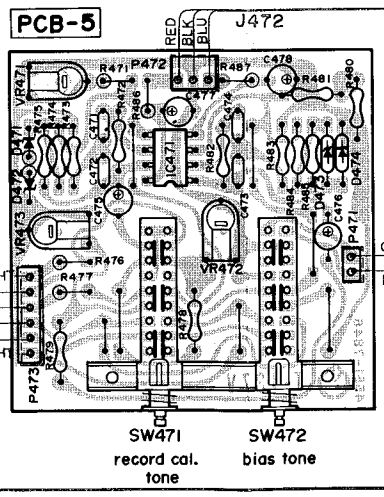 PCB-5
RED
BLK
BLU
J472
P472
VR471
R471
R472
R486
C477
R487
C474
C478
R481
R480
D471
R475
R474
R473
C471
C472
IC471
R482
R483
D472
C475
C473
R484
R485
D473
D474
C476
P471
VR473
VR472
R476
R477
R478
R479
P473
SW471
SW472
record cal.
tone
bias tone